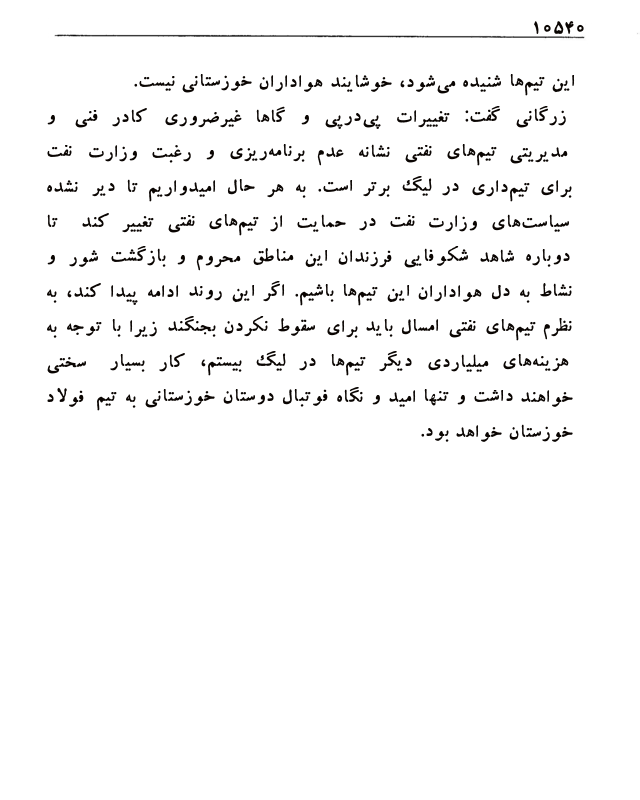 ۱۰۵۴۰
این تیم‌ها شنیده می‌شود، خوشایند هواداران خوزستانی نیست.
زرگانی گفت: تغییرات پی‌درپی و گاها غیرضروری کادر فنی و
مدیریتی تیم‌های نفتی نشانه عدم برنامه‌ریزی و رغبت وزارت نفت
برای تیم‌داری در لیگ برتر است. به هر حال امیدواریم تا دیر نشده
سیاست‌های وزارت نفت در حمایت از تیم‌های نفتی تغییر کند تا
دوباره شاهد شکوفایی فرزندان این مناطق محروم و بازگشت شور و
نشاط به دل هواداران این تیم‌ها باشیم. اگر این روند ادامه پیدا کند، به
نظرم تیم‌های نفتی امسال باید برای سقوط نکردن بجنگند زیرا با توجه به
هزینه‌های میلیاردی دیگر تیم‌ها در لیگ بیستم، کار بسیار سختی
خواهند داشت و تنها امید و نگاه فوتبال دوستان خوزستانی به تیم فولاد
خوزستان خواهد بود.